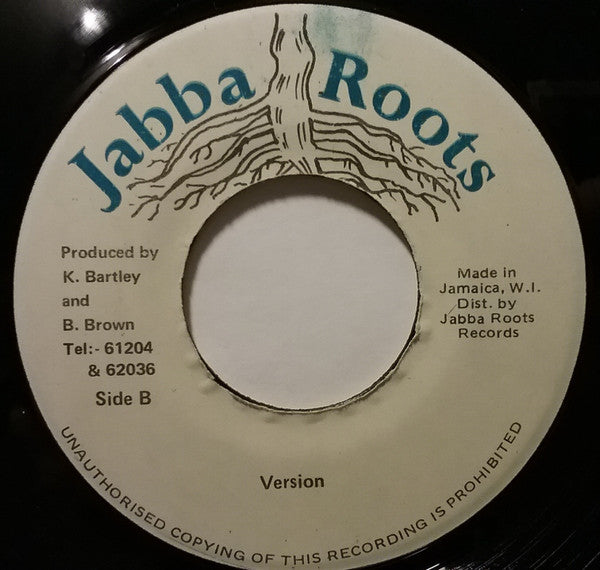 Jabba Roots
Produced by
K. Bartley
and
B. Brown
Tel:- 61204
& 62036
Side B
Made in
Jamaica, W.I.
Dist. by
Jabba Roots
Records
Version
UNAUTHORISED COPYING OF THIS RECORDING IS PROHIBITED